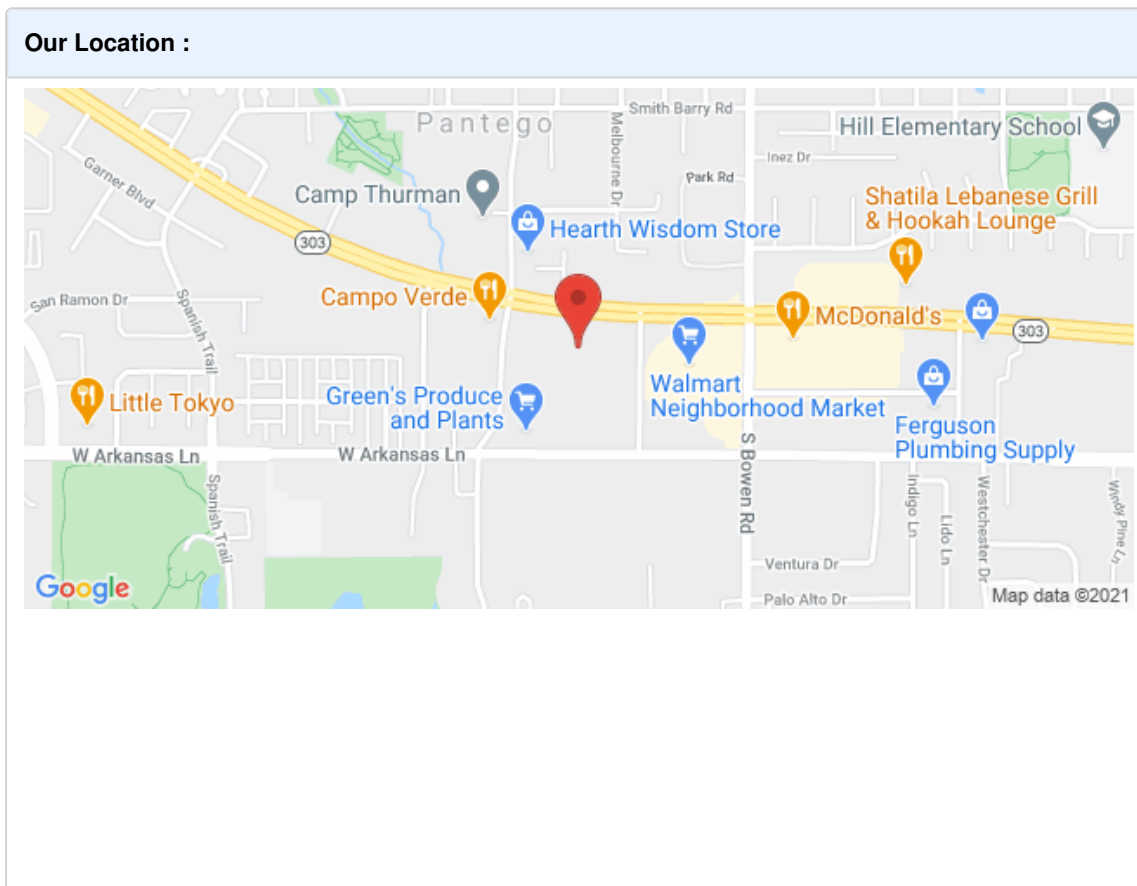 Our Location :
Smith Barry Rd
Pantego
Melbourne Dr
Hill Elementary School
Inez Dr
Garner Blvd
Park Rd
Camp Thurman
Shatila Lebanese Grill
& Hookah Lounge
Hearth Wisdom Store
303
San Ramon Dr
Spanish Trail
Campo Verde
McDonald's
303
Walmart
Neighborhood Market
Green's Produce
and Plants
Little Tokyo
Ferguson
Plumbing Supply
W Arkansas Ln
W Arkansas Ln
S Bowen Rd
Spanish Trail
Indigo Ln
Lido Ln
Westchester Dr
Windy Pine Ln
Ventura Dr
Palo Alto Dr
Google
Map data ©2021